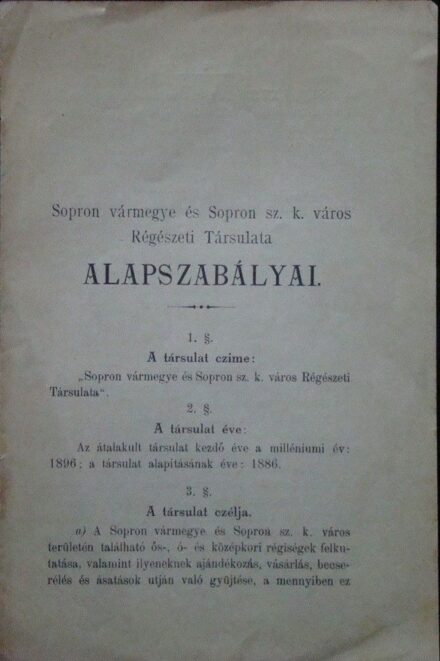 Sopron vármegye és Sopron sz. k. város
Régészeti Társulata
ALAPSZABÁLYAI.
1. §.
A társulat czime:
„Sopron vármegye és Sopron sz. k. város Régészeti
Társulata“.
2. §.
A társulat éve:
Az átalakult társulat kezdő éve a milléniumi év:
1896; a társulat alapitásának éve: 1886.
3. §.
A társulat czélja.
a) A Sopron vármegye és Sopron sz. k. város
területén található ős-, ó- és középkori régiségek felku-
tatása, valamint ilyeneknek ajándékozás, vásárlás, becse-
rélés és ásatások utján való gyüjtése, a mennyiben ez